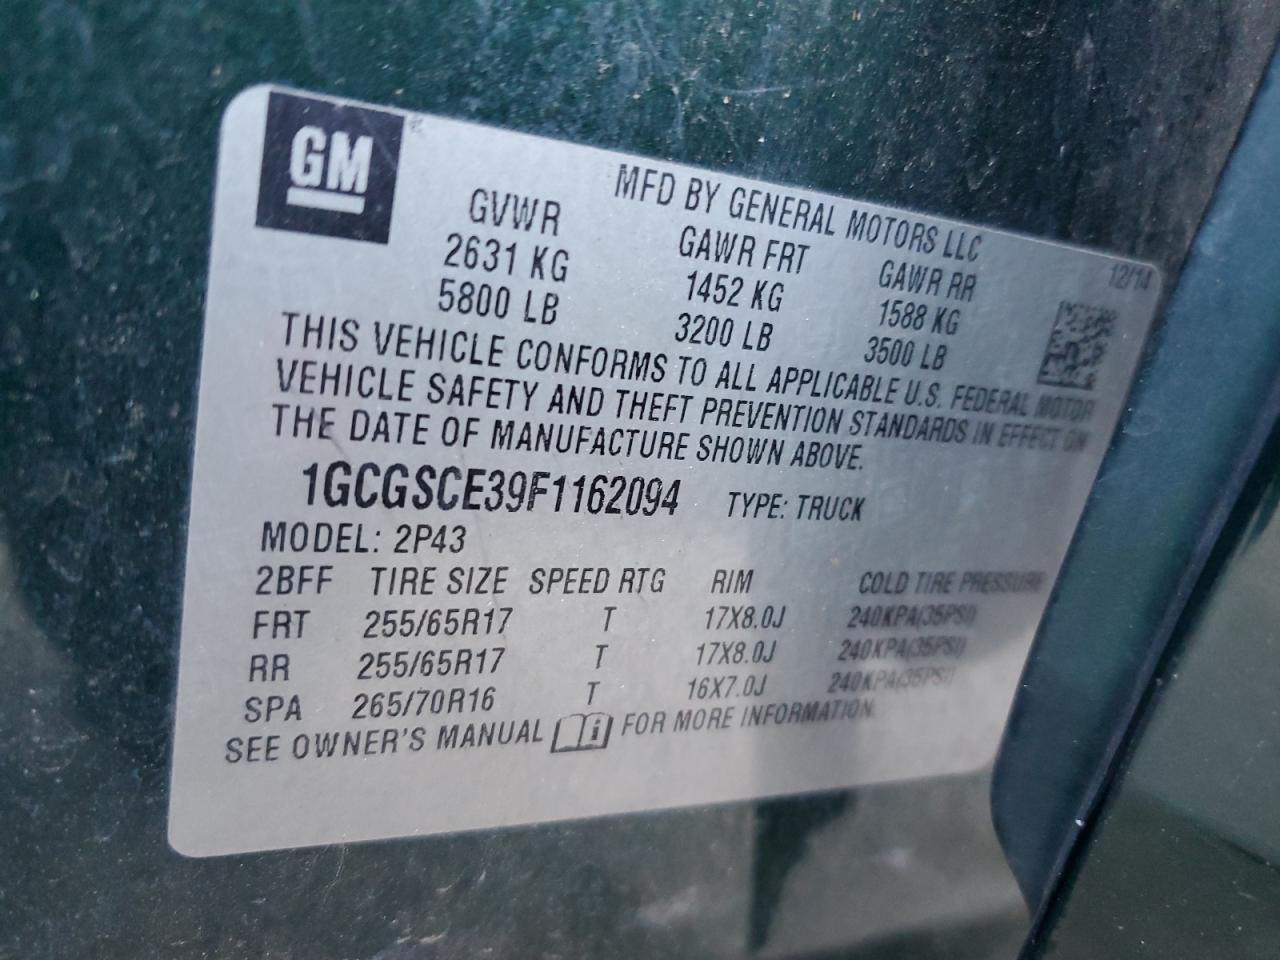 GM
MFD BY GENERAL MOTORS LLC
GVWR GAWR FRT GAWR RR 12/14
2631 KG 1452 KG 1588 KG
5800 LB 3200 LB 3500 LB
THIS VEHICLE CONFORMS TO ALL APPLICABLE U.S. FEDERAL MOTOR
VEHICLE SAFETY AND THEFT PREVENTION STANDARDS IN EFFECT ON
THE DATE OF MANUFACTURE SHOWN ABOVE.
1GCGSCE39F1162094 TYPE: TRUCK
MODEL: 2P43
2BFF TIRE SIZE SPEED RTG RIM COLD TIRE PRESSURE
FRT 255/65R17 T 17X8.0J 240KPA(35PSI)
RR 255/65R17 T 17X8.0J 240KPA(35PSI)
SPA 265/70R16 T 16X7.0J 240KPA(35PSI)
SEE OWNER'S MANUAL FOR MORE INFORMATION.